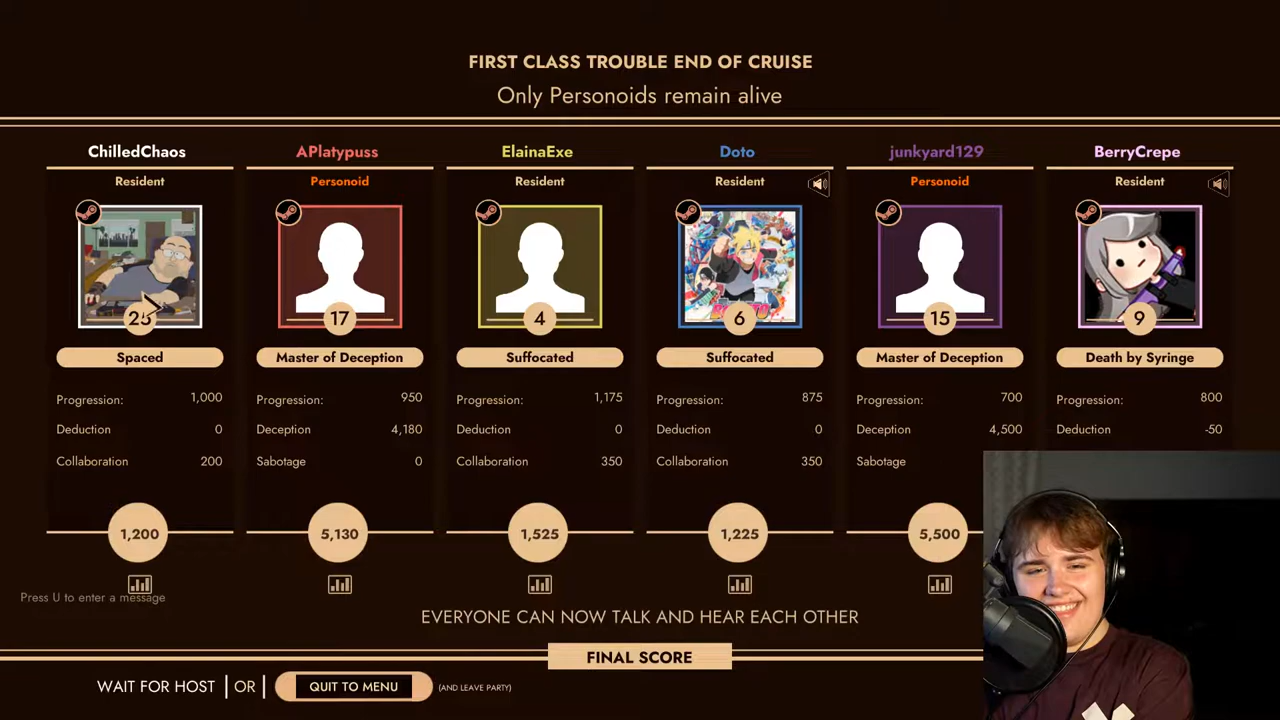 FIRST CLASS TROUBLE END OF CRUISE
Only Personoids remain alive
ChilledChaos
Resident
Spaced
Progression: 1,000
Deduction 0
Collaboration 200
1,200
APlatypuss
Personoid
17
Master of Deception
Progression: 950
Deception 4,180
Sabotage 0
5,130
ElainaExe
Resident
4
Suffocated
Progression: 1,175
Deduction 0
Collaboration 350
1,525
Doto
Resident
6
Suffocated
Progression: 875
Deduction 0
Collaboration 350
1,225
junkyard129
Personoid
15
Master of Deception
Progression: 700
Deception 4,500
Sabotage
5,500
BerryCrepe
Resident
9
Death by Syringe
Progression: 800
Deduction -50
Press U to enter a message
EVERYONE CAN NOW TALK AND HEAR EACH OTHER
FINAL SCORE
WAIT FOR HOST | OR | QUIT TO MENU (AND LEAVE PARTY)